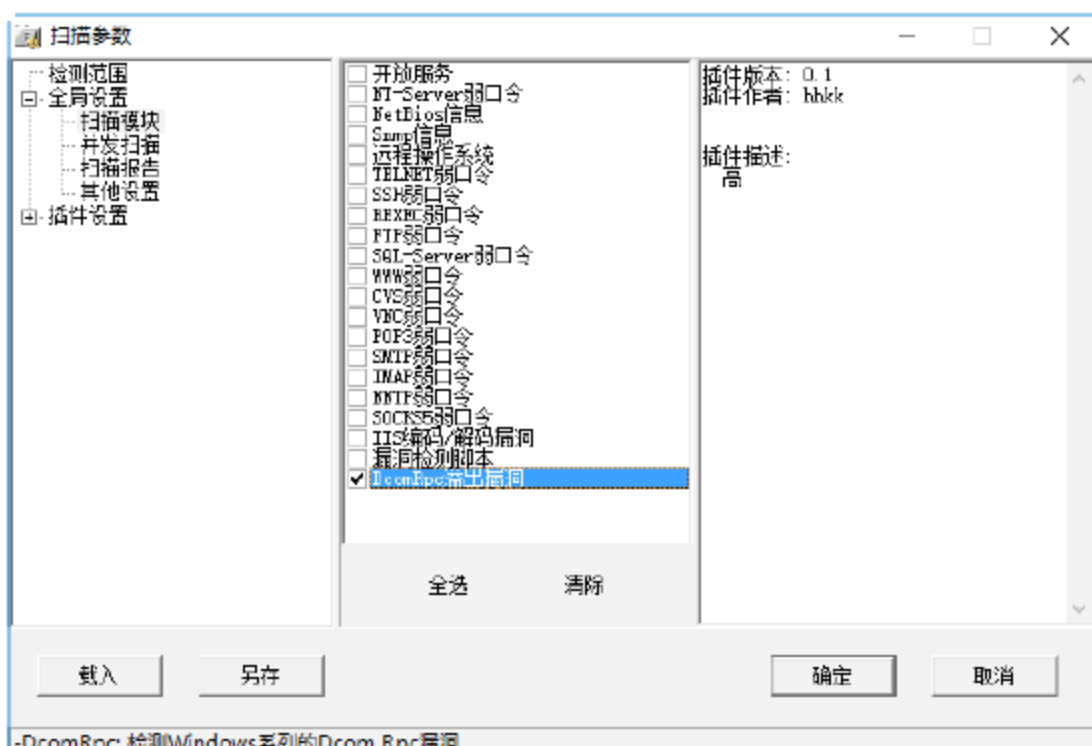 扫描参数
检测范围
全局设置
扫描模块
并发扫描
扫描报告
其他设置
插件设置
开放服务
NT-Server弱口令
NetBios信息
Snmp信息
远程操作系统
TELNET弱口令
SSH弱口令
REXEC弱口令
FTP弱口令
SQL-Server弱口令
WWW弱口令
CVS弱口令
VNC弱口令
POP3弱口令
SMTP弱口令
IMAP弱口令
NNTP弱口令
SOCKS5弱口令
IIS编码/解码漏洞
漏洞检测脚本
DcomRpc溢出漏洞
全选 清除
插件版本: 0.1
插件作者: hhkk
插件描述:
高
载入 另存 确定 取消
-DcomRpc: 检测Windows系列的Dcom Rpc漏洞